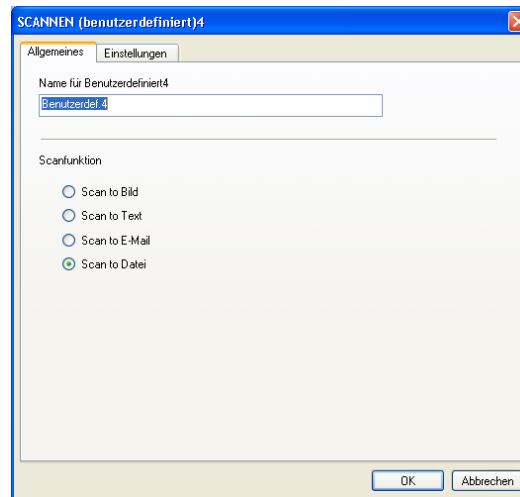 SCANNEN (benutzerdefiniert)4
Allgemeines Einstellungen
Name für Benutzerdefiniert4
Benutzerdef.4
Scanfunktion
Scan to Bild
Scan to Text
Scan to E-Mail
Scan to Datei
OK Abbrechen